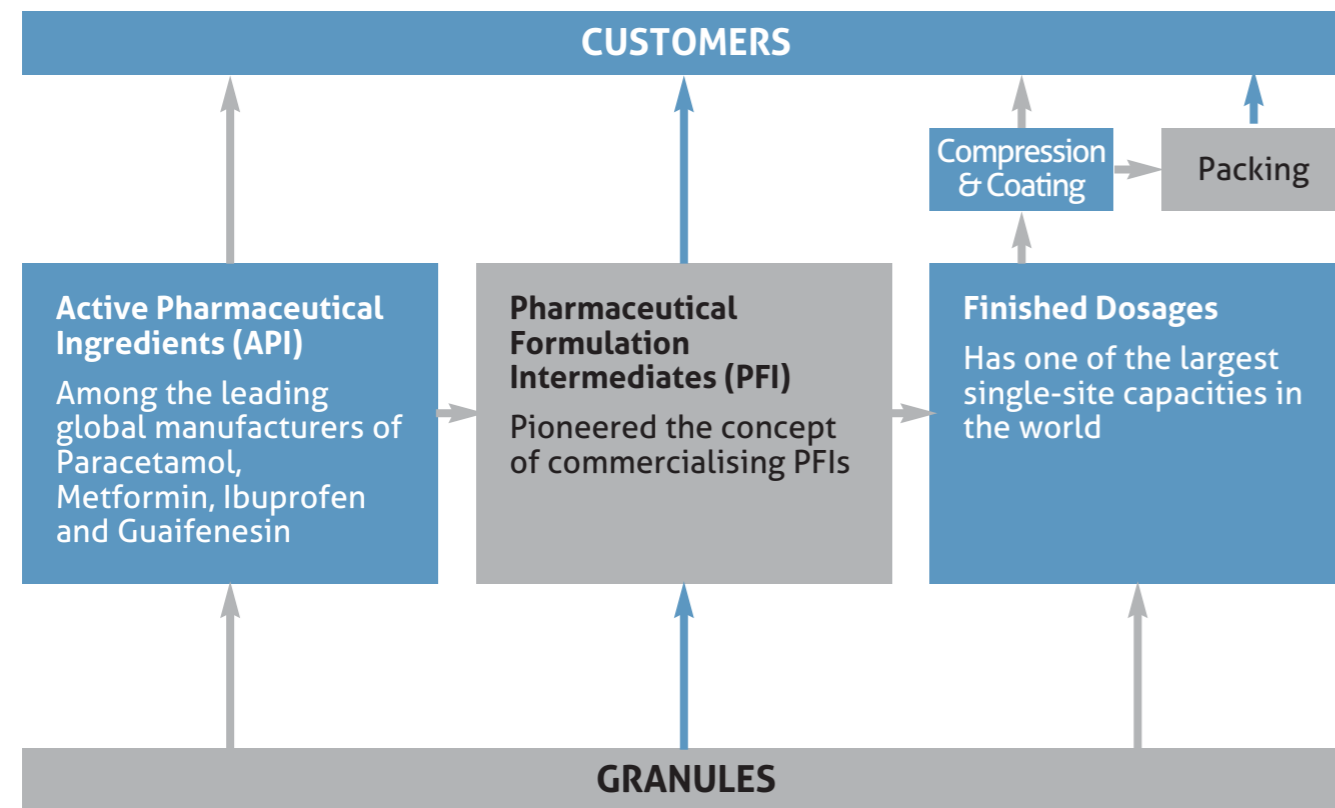 CUSTOMERS
Compression
& Coating
Packing
Active Pharmaceutical
Ingredients (API)
Among the leading
global manufacturers of
Paracetamol,
Metformin, Ibuprofen
and Guaifenesin
Pharmaceutical
Formulation
Intermediates (PFI)
Pioneered the concept
of commercialising PFIs
Finished Dosages
Has one of the largest
single-site capacities in
the world
GRANULES